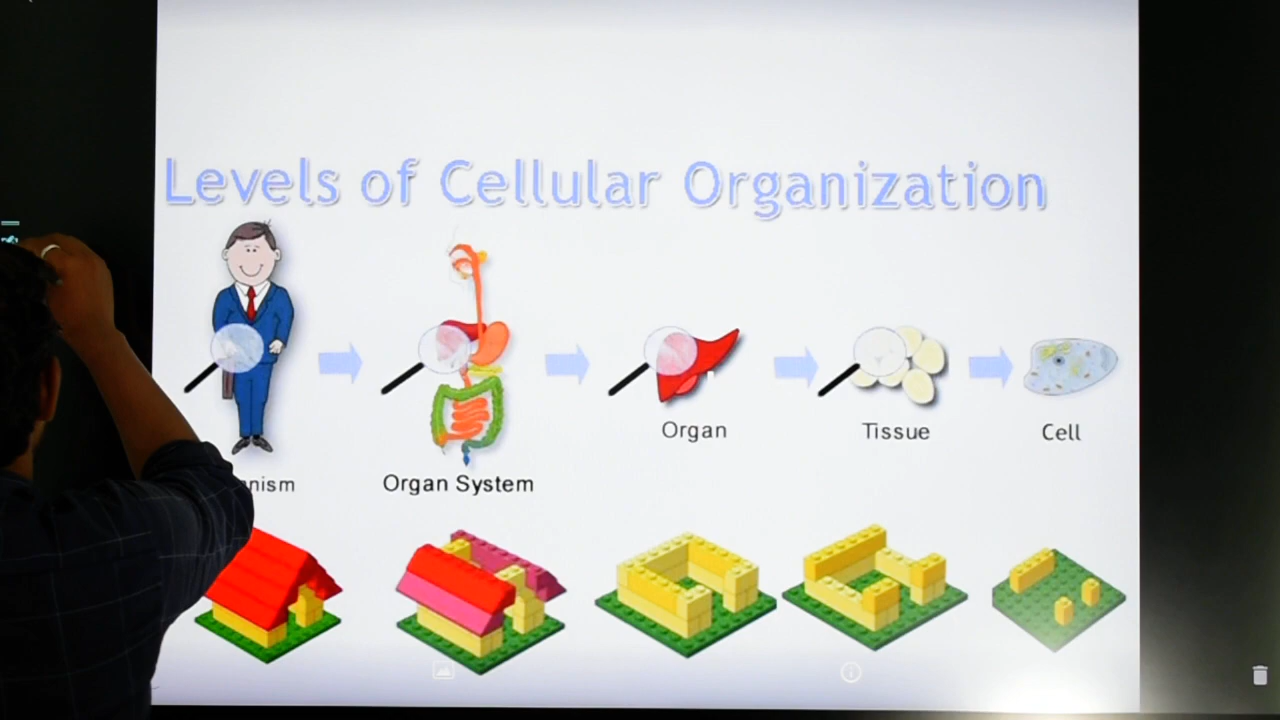 Levels of Cellular Organization
Organ
Tissue
Cell
Organ System